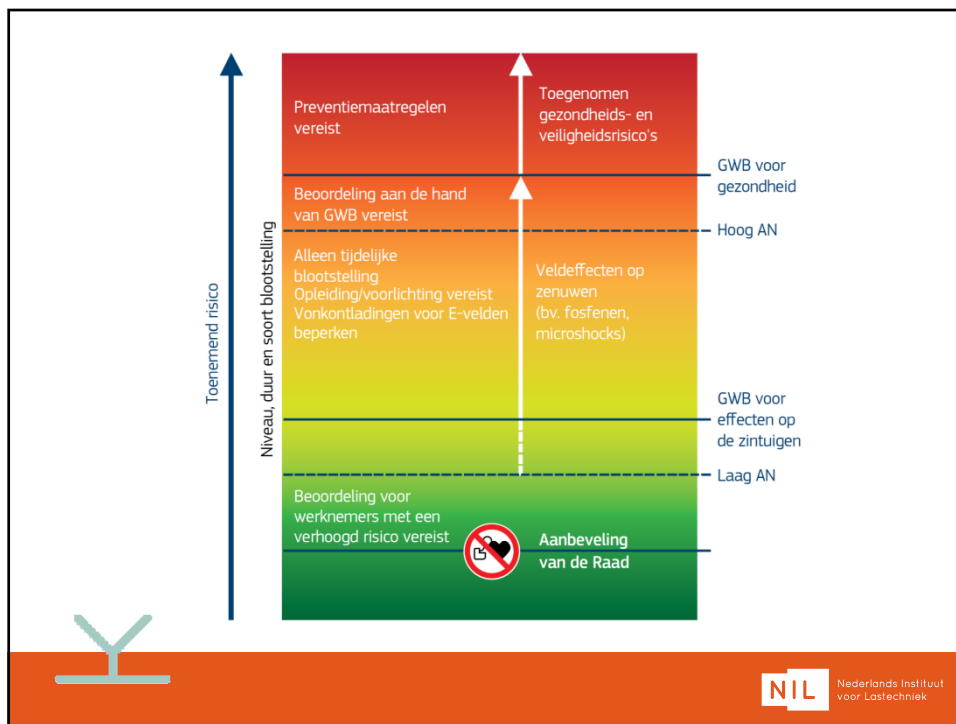 Toenemend risico
Niveau, duur en soort blootstelling
Preventiemaatregelen
vereist
Toegenomen
gezondheids- en
veiligheidsrisico's
GWB voor
gezondheid
Beoordeling aan de hand
van GWB vereist
Hoog AN
Alleen tijdelijke
blootstelling
Opleiding/voorlichting vereist
Vonkontladingen voor E-velden
beperken
Veldeffecten op
zenuwen
(bv. fosfenen,
microshocks)
GWB voor
effecten op
de zintuigen
Laag AN
Beoordeling voor
werknemers met een
verhoogd risico vereist
Aanbeveling
van de Raad
NIL
Nederlands Instituut
voor Lastechniek